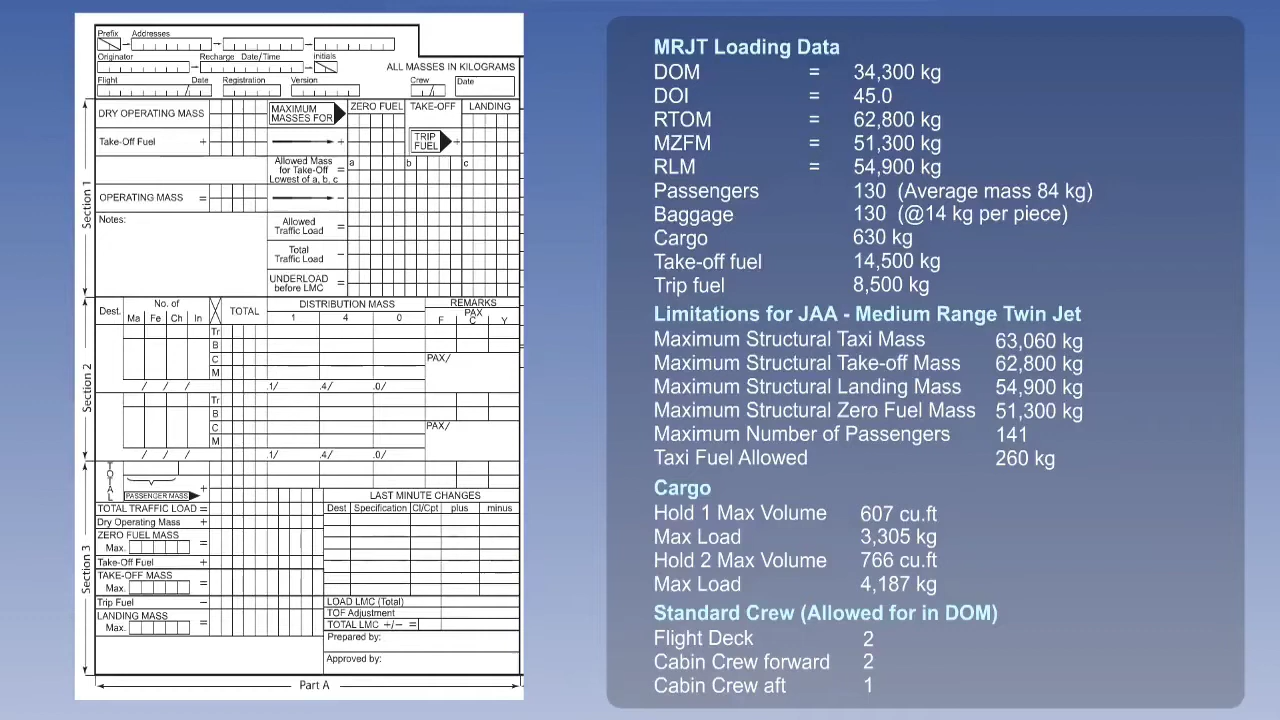 Prefix Addresses
Originator Recharge Date/Time Initials
ALL MASSES IN KILOGRAMS
Flight Date Registration Version Crew Date
DRY OPERATING MASS MAXIMUM MASSES FOR ZERO FUEL TAKE-OFF LANDING
Take-Off Fuel + + TRIP FUEL +
Allowed Mass for Take-Off Lowest of a, b, c = a b c
OPERATING MASS = −
Notes:
Allowed Traffic Load =
Total Traffic Load −
UNDERLOAD before LMC =
Section 1
Dest. No. of TOTAL DISTRIBUTION MASS REMARKS
Ma Fe Ch In 1 4 0 PAX
F C Y
Tr
B
C PAX/
M
/ / / .1/ .4/ .0/
Tr
B
C PAX/
M
/ / / .1/ .4/ .0/
Section 2
TOTAL
PASSENGER MASS +
LAST MINUTE CHANGES
TOTAL TRAFFIC LOAD = Dest Specification Cl/Cpt plus minus
Dry Operating Mass +
ZERO FUEL MASS
Max. =
Take-Off Fuel +
TAKE-OFF MASS
Max. =
Trip Fuel − LOAD LMC (Total)
TOF Adjustment
LANDING MASS
Max. = TOTAL LMC +/− =
Prepared by:
Approved by:
Section 3
Part A
MRJT Loading Data
DOM = 34,300 kg
DOI = 45.0
RTOM = 62,800 kg
MZFM = 51,300 kg
RLM = 54,900 kg
Passengers 130 (Average mass 84 kg)
Baggage 130 (@14 kg per piece)
Cargo 630 kg
Take-off fuel 14,500 kg
Trip fuel 8,500 kg
Limitations for JAA - Medium Range Twin Jet
Maximum Structural Taxi Mass 63,060 kg
Maximum Structural Take-off Mass 62,800 kg
Maximum Structural Landing Mass 54,900 kg
Maximum Structural Zero Fuel Mass 51,300 kg
Maximum Number of Passengers 141
Taxi Fuel Allowed 260 kg
Cargo
Hold 1 Max Volume 607 cu.ft
Max Load 3,305 kg
Hold 2 Max Volume 766 cu.ft
Max Load 4,187 kg
Standard Crew (Allowed for in DOM)
Flight Deck 2
Cabin Crew forward 2
Cabin Crew aft 1